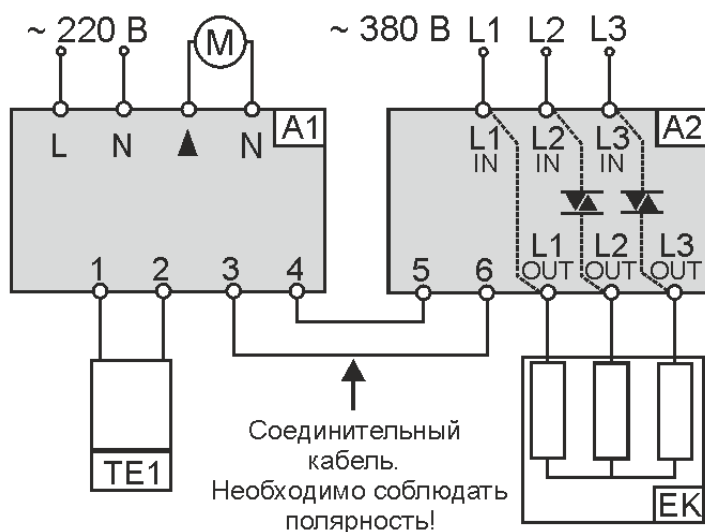 ~ 220 В M ~ 380 В L1 L2 L3
A1 A2
L N ▲ N L1 IN L2 IN L3 IN
L1 OUT L2 OUT L3 OUT
1 2 3 4 5 6
Соединительный
кабель.
Необходимо соблюдать
полярность!
TE1
EK